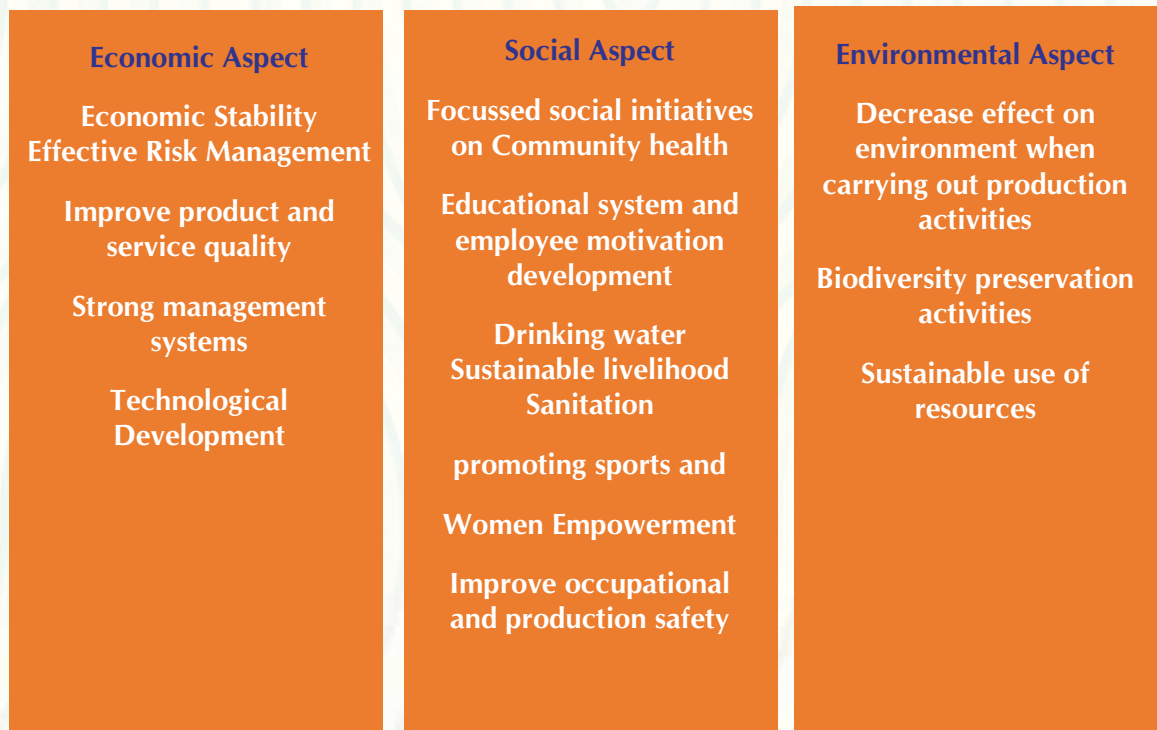 Economic Aspect
Economic Stability
Effective Risk Management
Improve product and
service quality
Strong management
systems
Technological
Development
Social Aspect
Focussed social initiatives
on Community health
Educational system and
employee motivation
development
Drinking water
Sustainable livelihood
Sanitation
promoting sports and
Women Empowerment
Improve occupational
and production safety
Environmental Aspect
Decrease effect on
environment when
carrying out production
activities
Biodiversity preservation
activities
Sustainable use of
resources